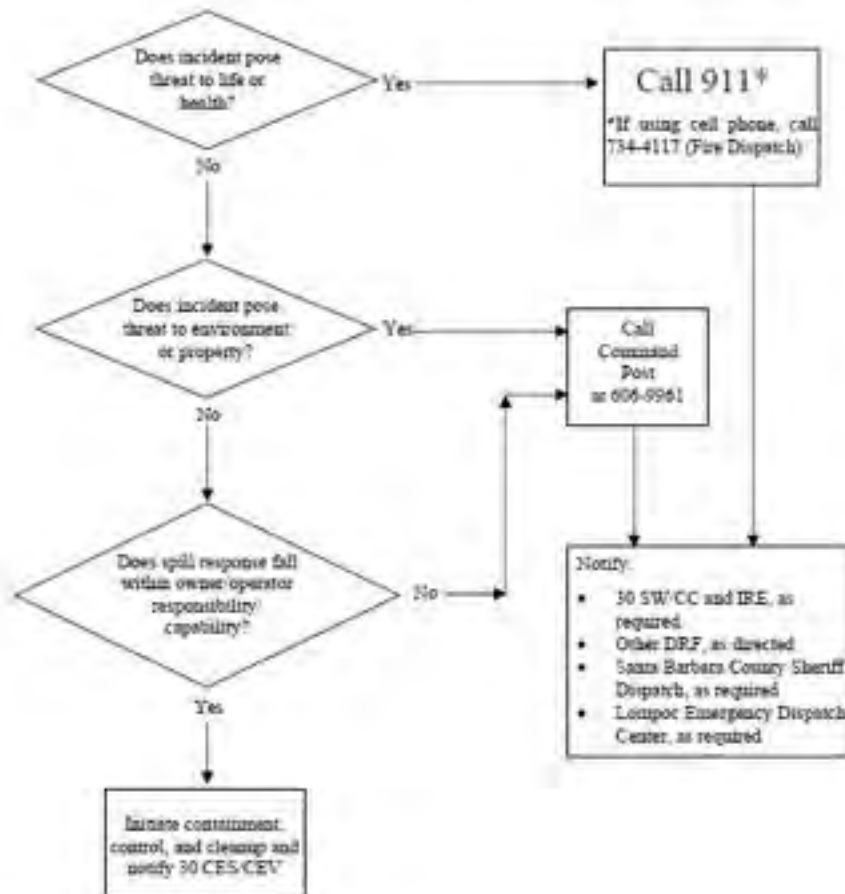 Does incident pose
threat to life or
health?
Yes
Call 911*
*If using cell phone, call
734-4117 (Fire Dispatch)
No
Does incident pose
threat to environment
or property?
Yes
Call
Command
Post
at 606-9961
No
Does spill response fall
within owner/operator
responsibility/
capability?
No
Notify:
• 30 SW/CC and IRE, as
required
• Other DRF, as directed
• Santa Barbara County Sheriff
Dispatch, as required
• Lompoc Emergency Dispatch
Center, as required
Yes
Initiate containment,
control, and cleanup and
notify 30 CES/CEV